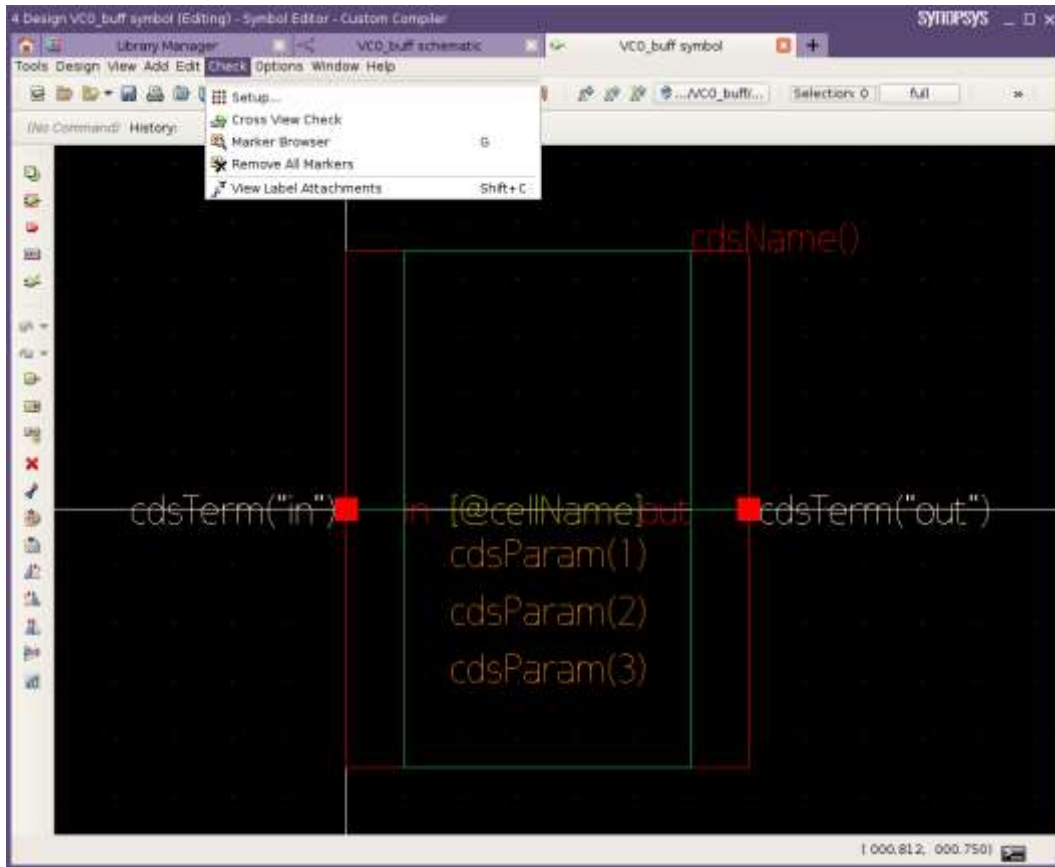 4 Design VCO_buff symbol (Editing) - Symbol Editor - Custom Compiler
SYNOPSYS
Library Manager
VCO_buff schematic
VCO_buff symbol
Tools Design View Add Edit Check Options Window Help
.../VCO_buff/...
Selection: 0
full
»
(No Command) History:
Setup...
Cross View Check
Marker Browser G
Remove All Markers
View Label Attachments Shift+C
cdsName()
cdsTerm("in")
in
[@cellName]
out
cdsTerm("out")
cdsParam(1)
cdsParam(2)
cdsParam(3)
( 000.812, 000.750)